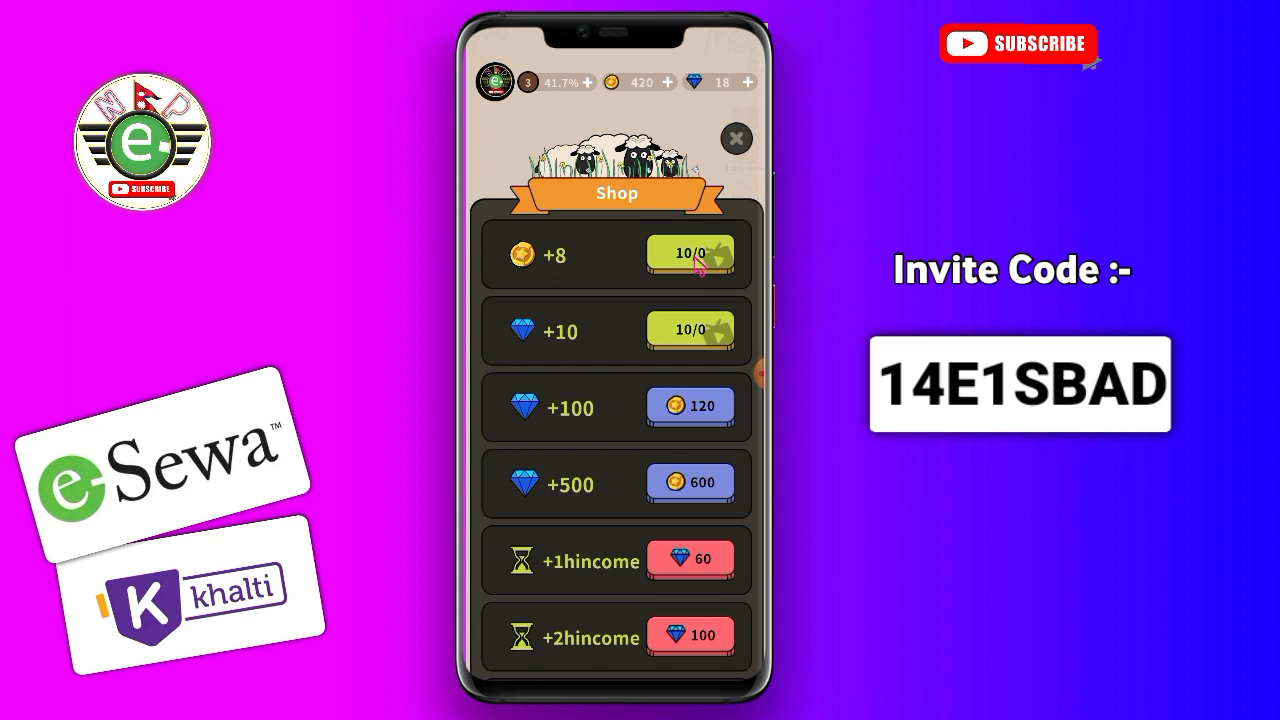 SUBSCRIBE
N P
e
SUBSCRIBE
3 41.7% + 420 + 18 +
Shop
+8 10/0
+10 10/0
+100 120
+500 600
+1hincome 60
+2hincome 100
Invite Code :-
14E1SBAD
eSewa™
K khalti